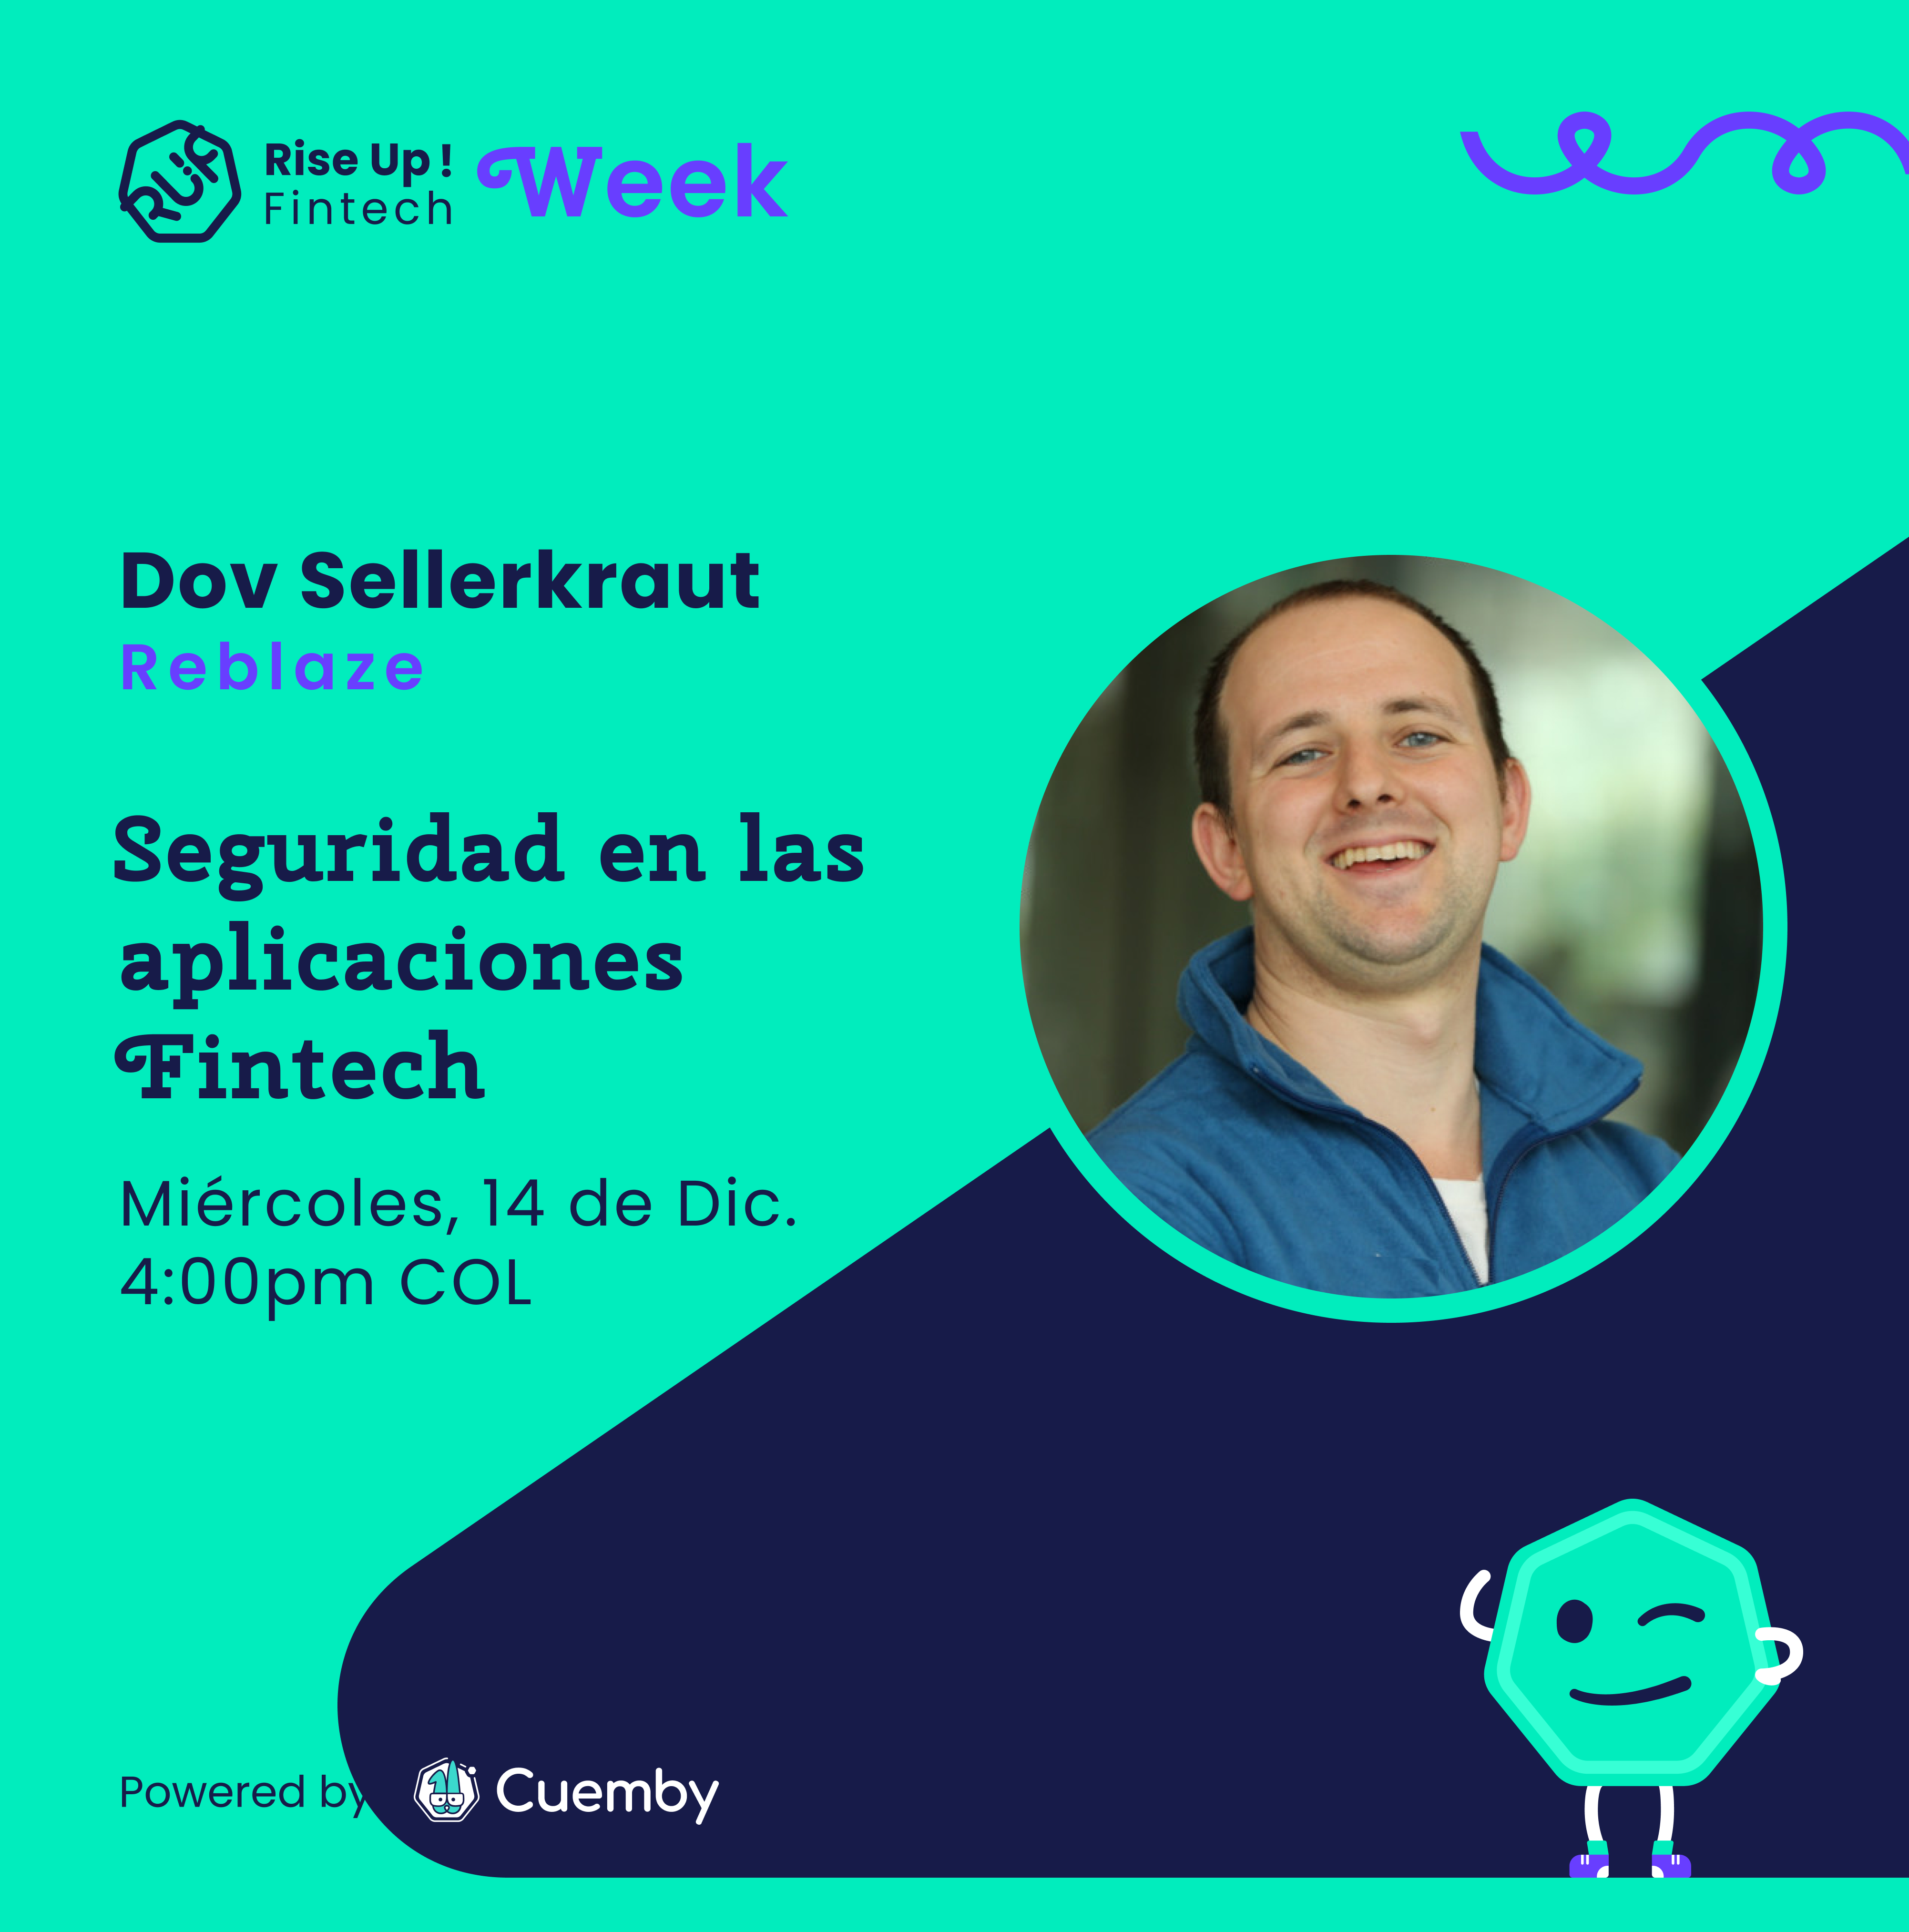 RUF
Rise Up!
Fintech
Week
Dov Sellerkraut
Reblaze
Seguridad en las
aplicaciones
Fintech
Miércoles, 14 de Dic.
4:00pm COL
Powered by
Cuemby